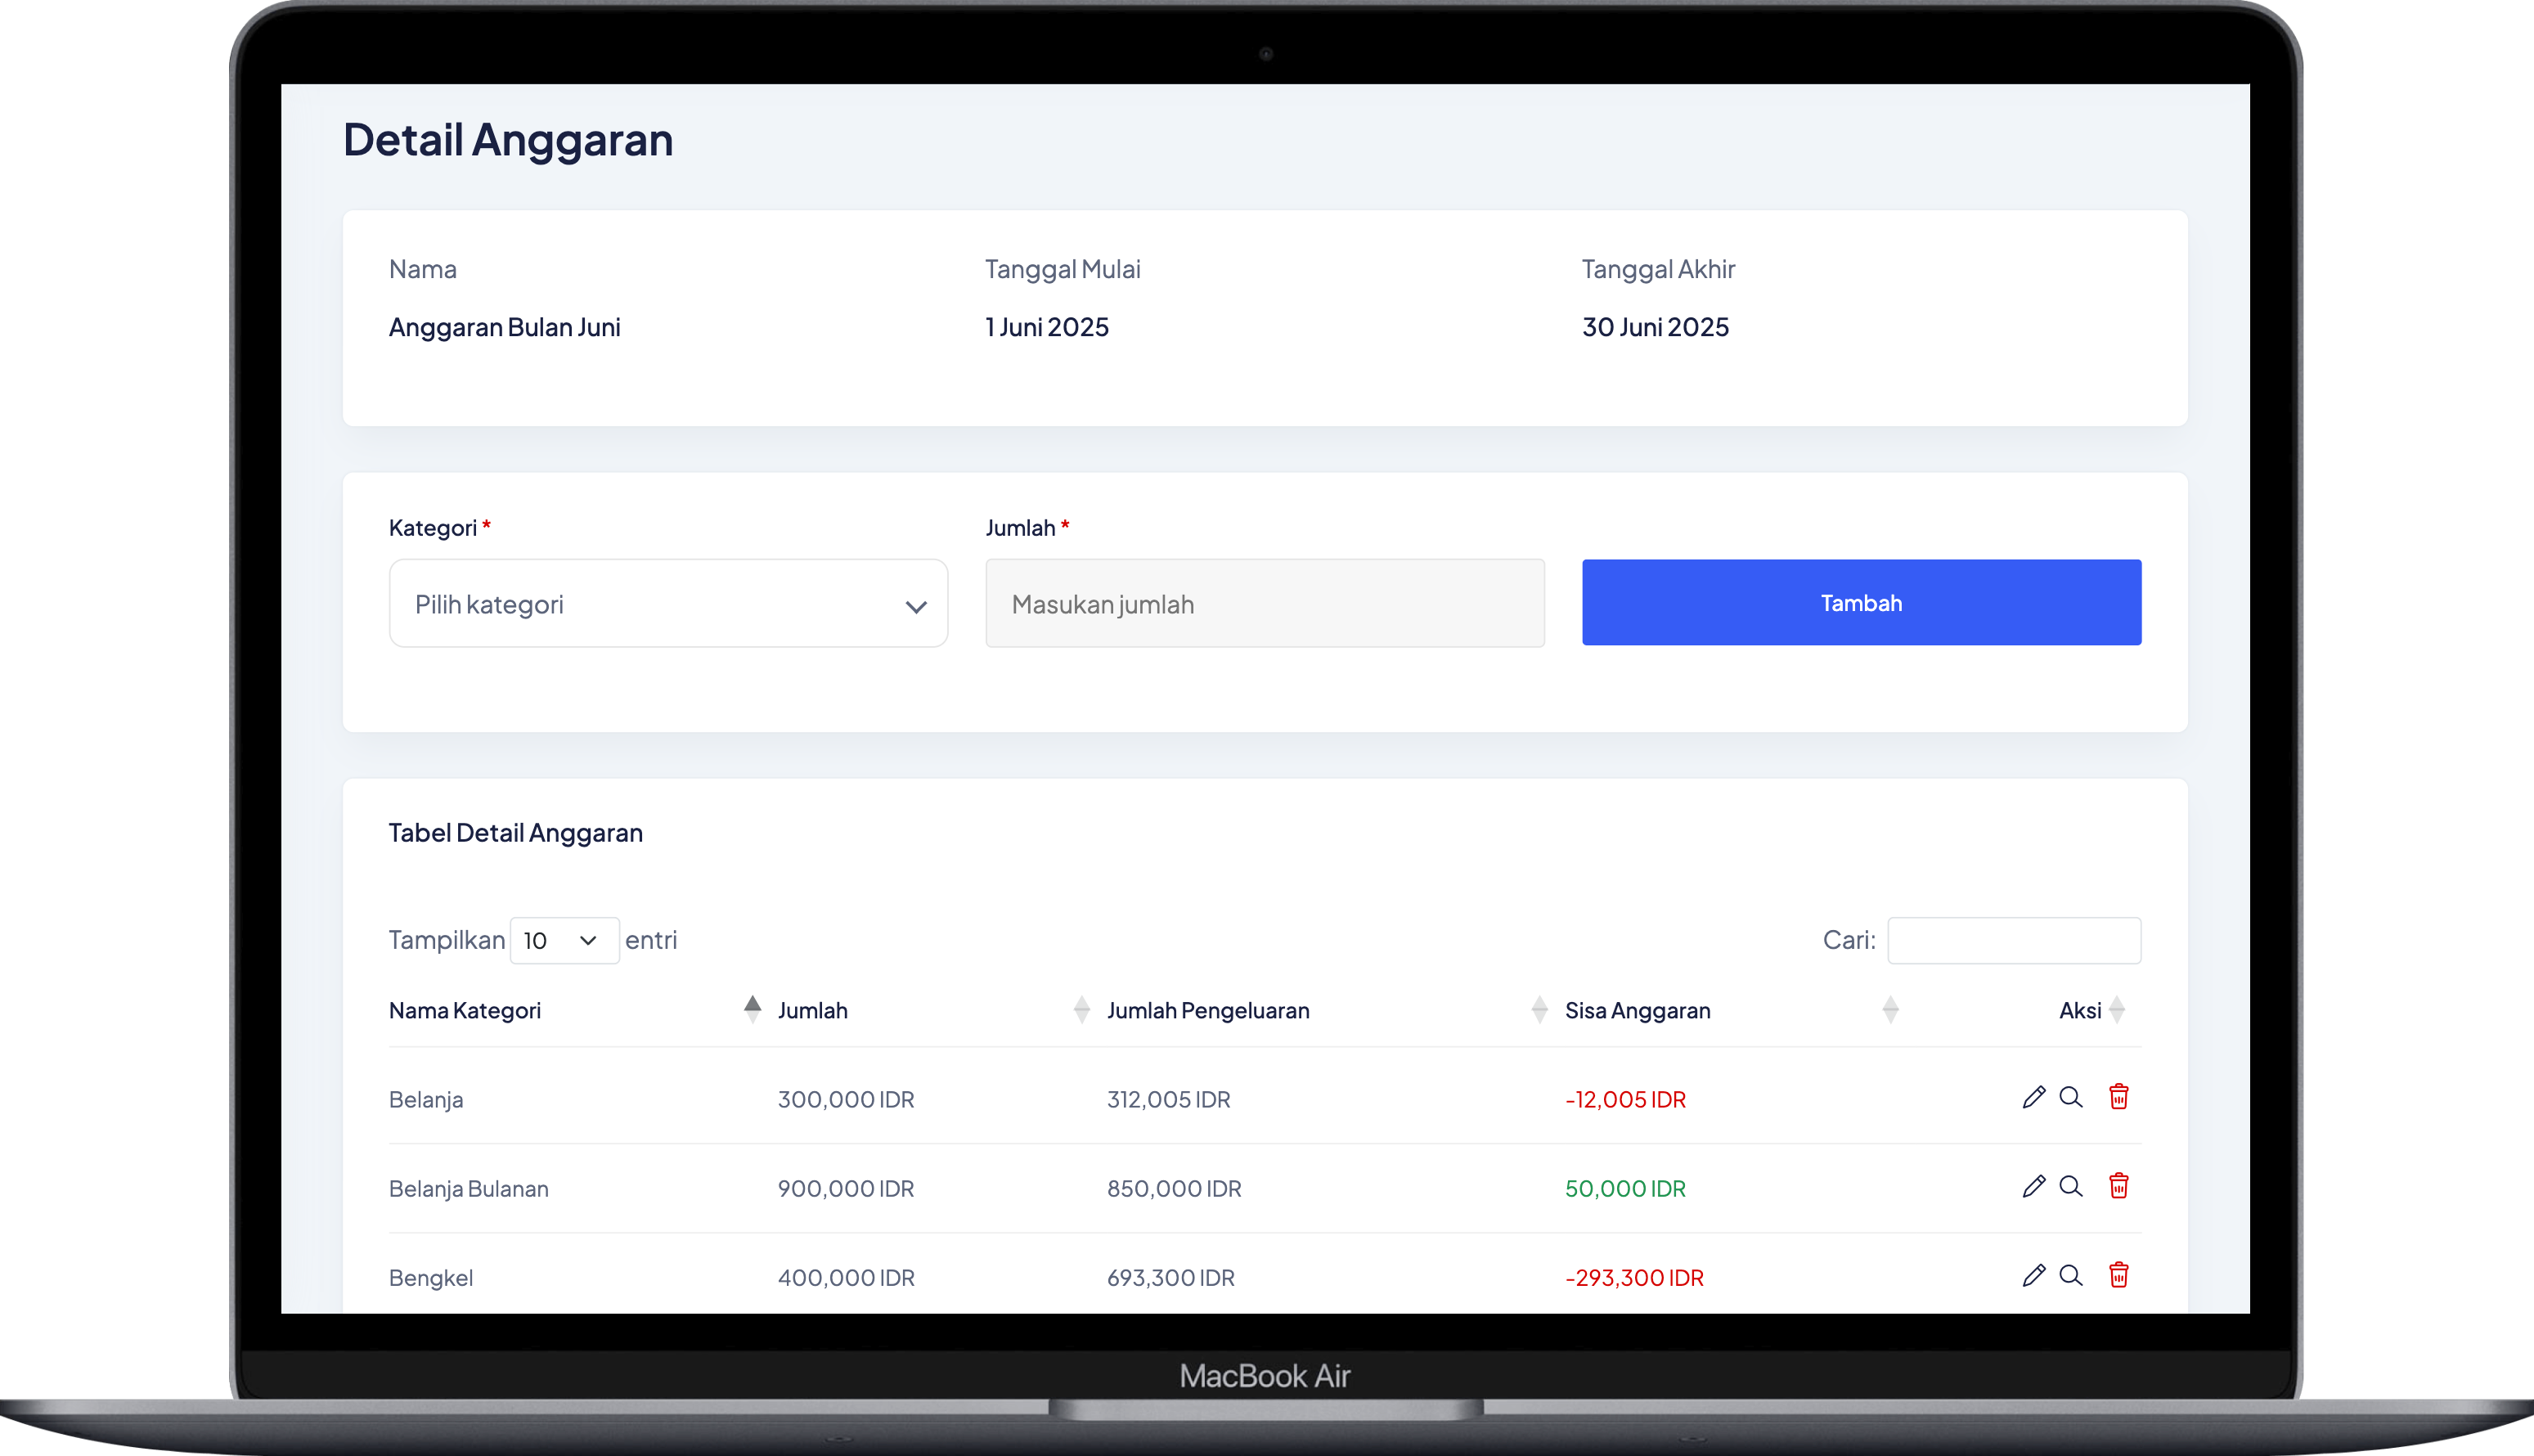 Detail Anggaran
Nama Tanggal Mulai Tanggal Akhir
Anggaran Bulan Juni 1 Juni 2025 30 Juni 2025
Kategori * Jumlah *
Pilih kategori Masukan jumlah Tambah
Tabel Detail Anggaran
Tampilkan 10 entri Cari:
Nama Kategori Jumlah Jumlah Pengeluaran Sisa Anggaran Aksi
Belanja 300,000 IDR 312,005 IDR -12,005 IDR
Belanja Bulanan 900,000 IDR 850,000 IDR 50,000 IDR
Bengkel 400,000 IDR 693,300 IDR -293,300 IDR
MacBook Air